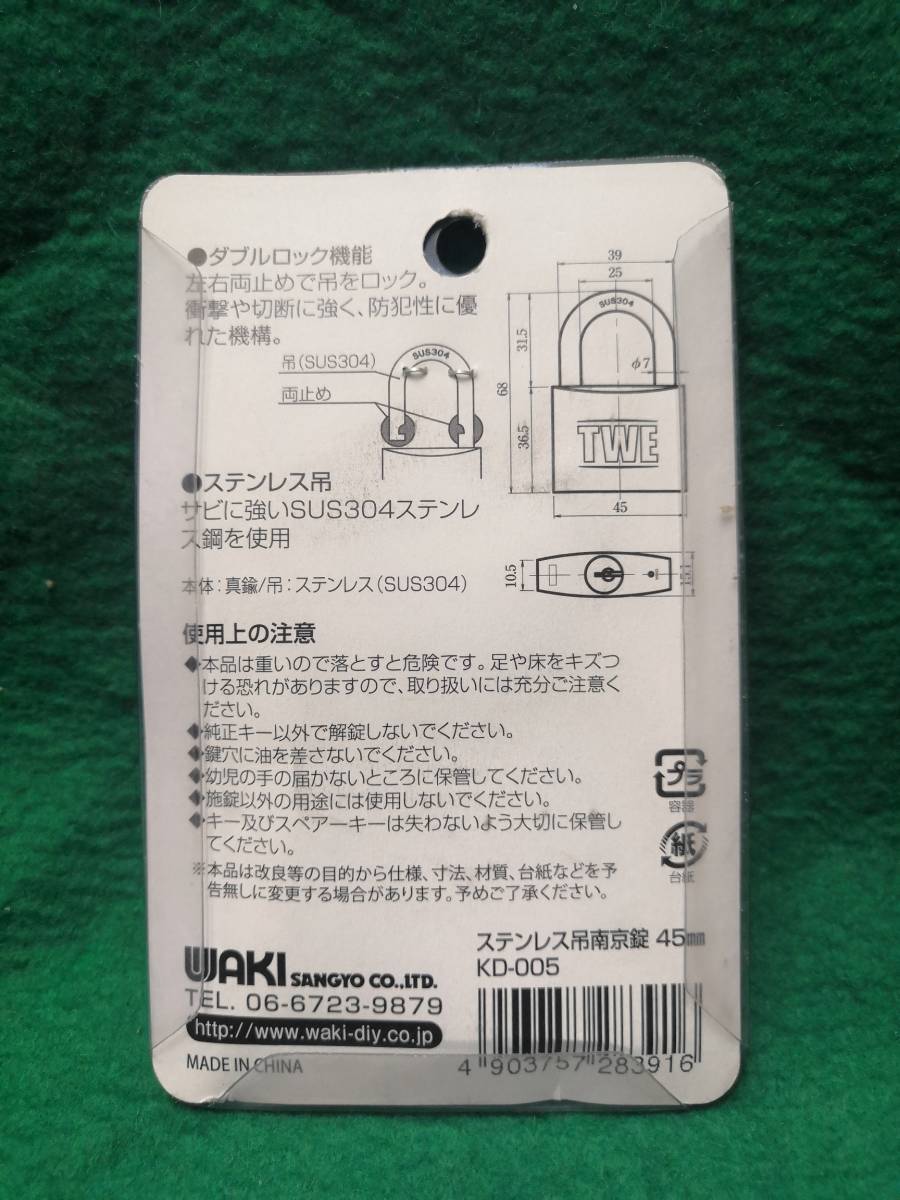 ●ダブルロック機能
左右両止めで吊をロック。
衝撃や切断に強く、防犯性に優
れた機構。
吊(SUS304)
SUS304
両止め
39
25
SUS304
31.5
φ7
68
36.5
TWE
45
●ステンレス吊
サビに強いSUS304ステンレ
ス鋼を使用
10.5
本体:真鍮/吊:ステンレス(SUS304)
使用上の注意
◆本品は重いので落とすと危険です。足や床をキズつ
ける恐れがありますので、取り扱いには充分ご注意く
ださい。
◆純正キー以外で解錠しないでください。
◆鍵穴に油を差さないでください。
◆幼児の手の届かないところに保管してください。
◆施錠以外の用途には使用しないでください。
◆キー及びスペアーキーは失わないよう大切に保管し
てください。
※本品は改良等の目的から仕様、寸法、材質、台紙などを予
告無しに変更する場合があります。予めご了承ください。
プラ
容器
紙
台紙
ステンレス吊南京錠 45mm
KD-005
WAKI SANGYO CO.,LTD.
TEL. 06-6723-9879
http://www.waki-diy.co.jp
MADE IN CHINA
4 903757 283916